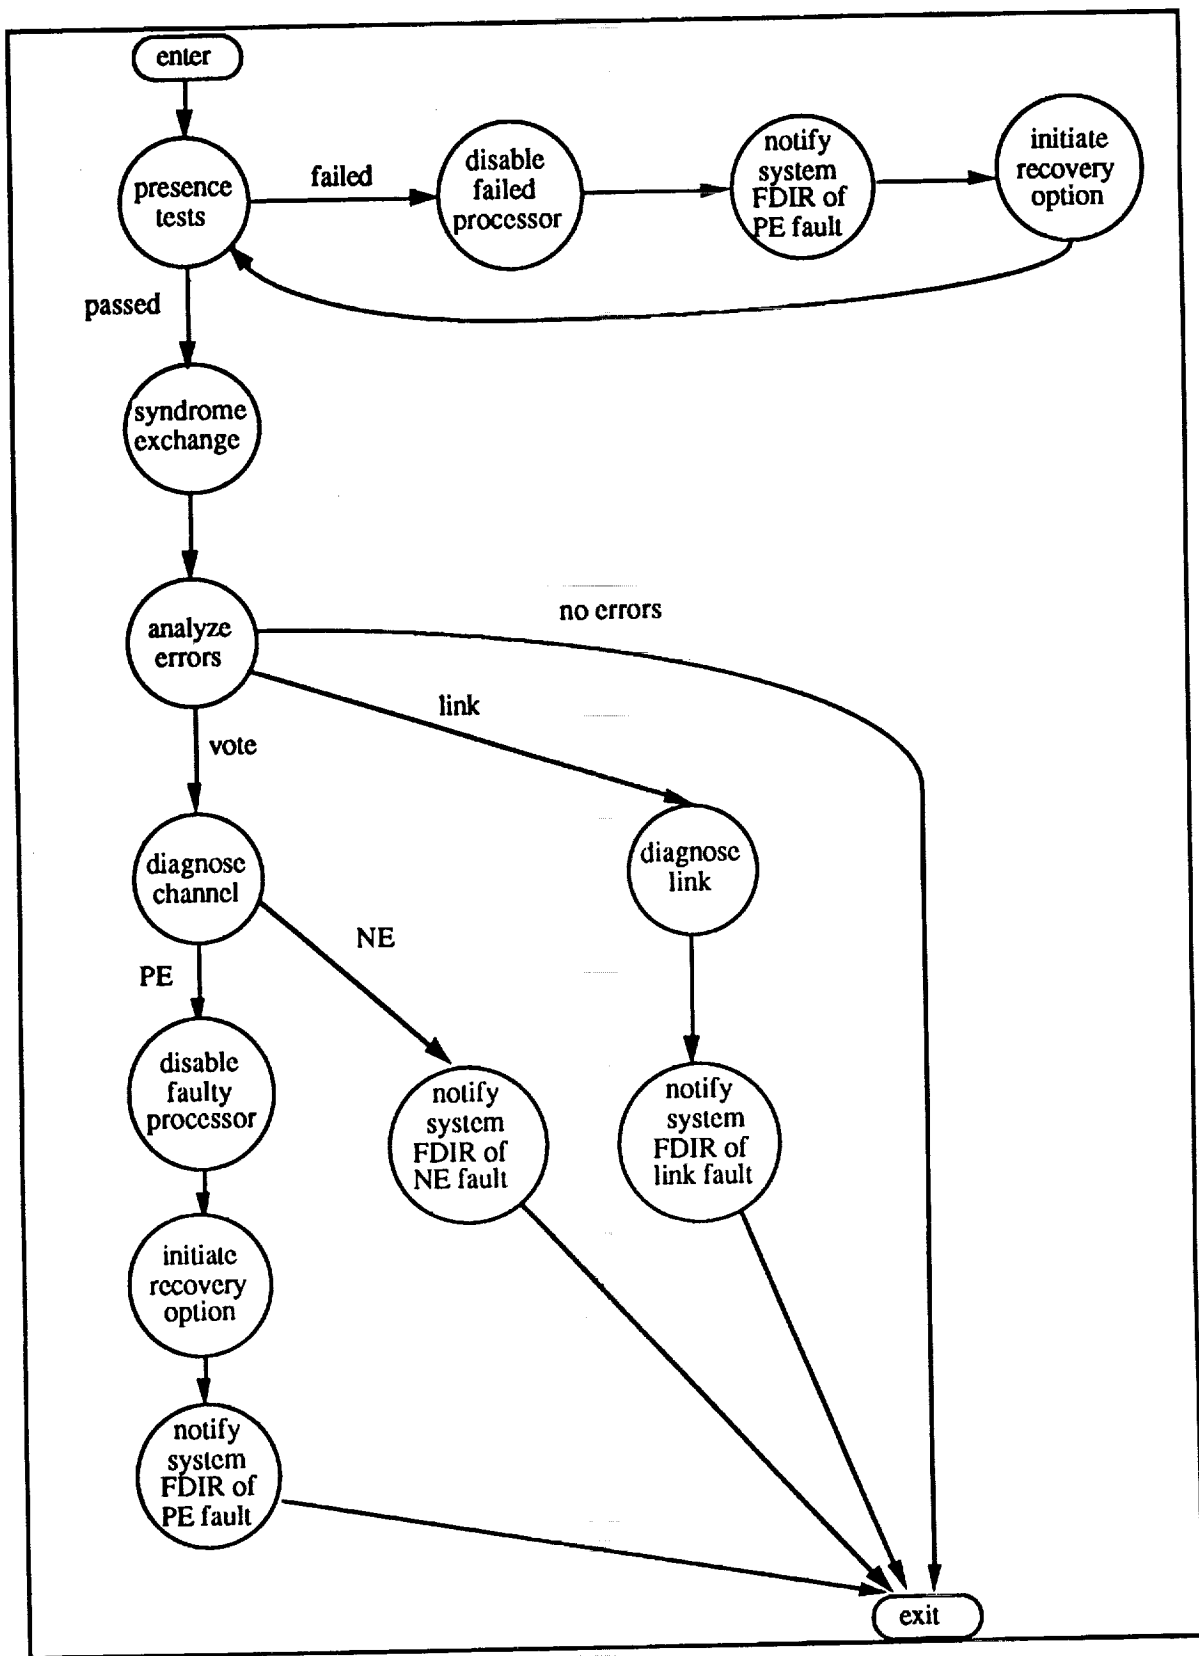 enter
presence
tests
failed
disable
failed
processor
notify
system
FDIR of
PE fault
initiate
recovery
option
passed
syndrome
exchange
analyze
errors
no errors
link
vote
diagnose
channel
diagnose
link
NE
PE
disable
faulty
processor
notify
system
FDIR of
NE fault
notify
system
FDIR of
link fault
initiate
recovery
option
notify
system
FDIR of
PE fault
exit